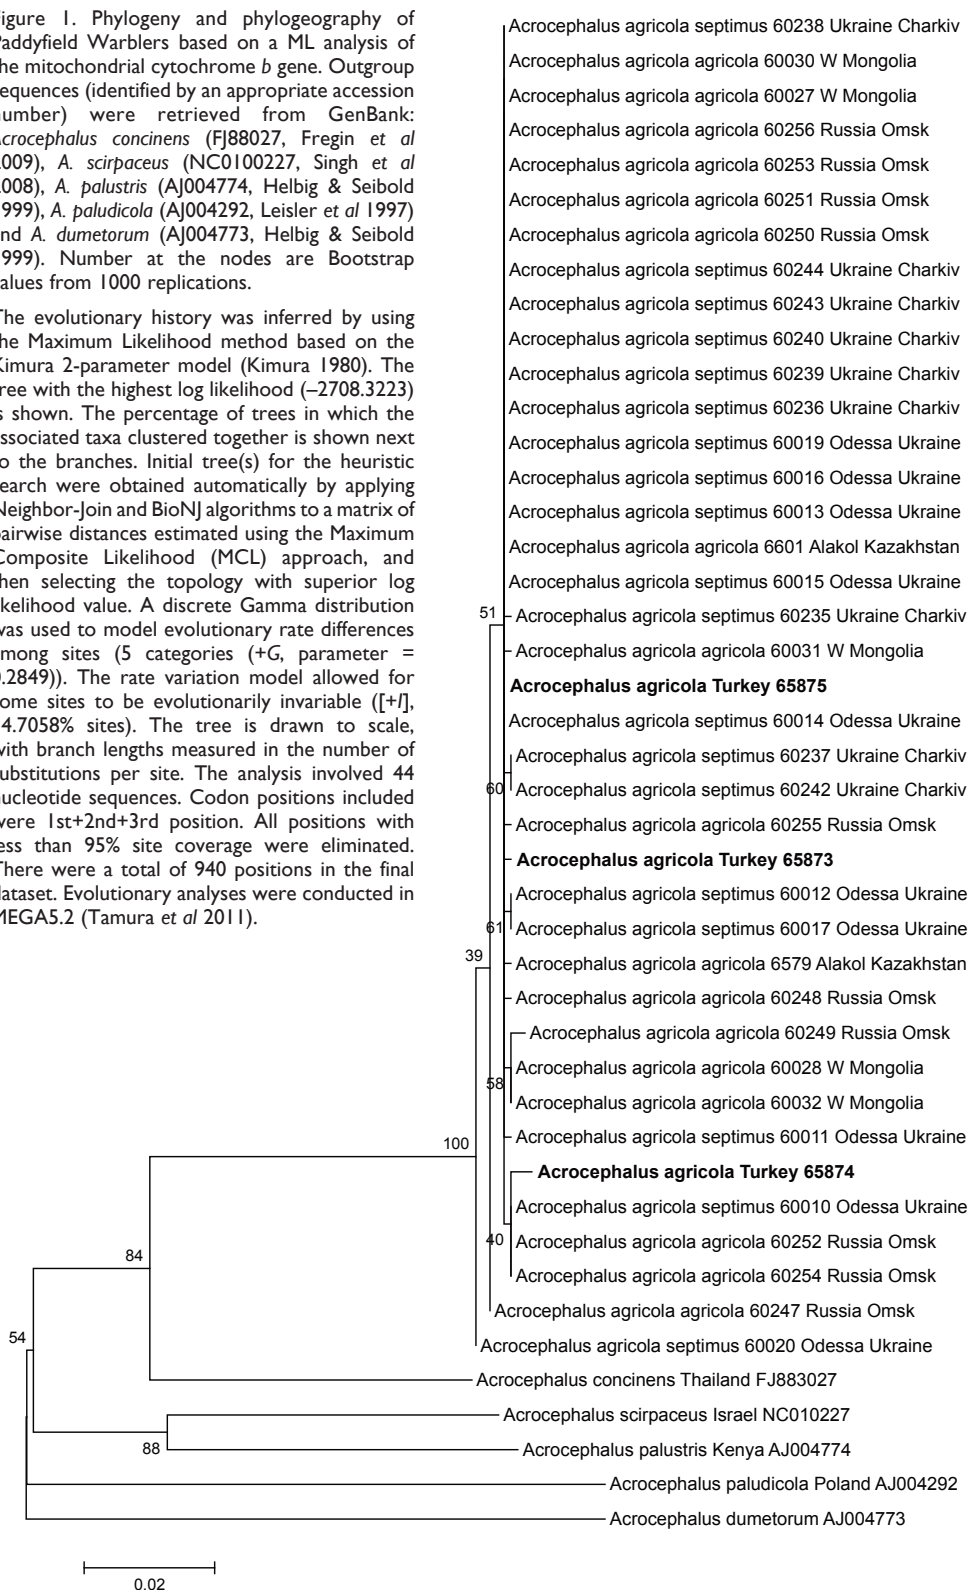 Figure 1. Phylogeny and phylogeography of
Paddyfield Warblers based on a ML analysis of
the mitochondrial cytochrome b gene. Outgroup
sequences (identified by an appropriate accession
number) were retrieved from GenBank:
Acrocephalus concinens (FJ88027, Fregin et al
2009), A. scirpaceus (NC0100227, Singh et al
2008), A. palustris (AJ004774, Helbig & Seibold
1999), A. paludicola (AJ004292, Leisler et al 1997)
and A. dumetorum (AJ004773, Helbig & Seibold
1999). Number at the nodes are Bootstrap
values from 1000 replications.
The evolutionary history was inferred by using
the Maximum Likelihood method based on the
Kimura 2-parameter model (Kimura 1980). The
tree with the highest log likelihood (–2708.3223)
is shown. The percentage of trees in which the
associated taxa clustered together is shown next
to the branches. Initial tree(s) for the heuristic
search were obtained automatically by applying
Neighbor-Join and BioNJ algorithms to a matrix of
pairwise distances estimated using the Maximum
Composite Likelihood (MCL) approach, and
then selecting the topology with superior log
likelihood value. A discrete Gamma distribution
was used to model evolutionary rate differences
among sites (5 categories (+G, parameter =
0.2849)). The rate variation model allowed for
some sites to be evolutionarily invariable ([+I],
4.7058% sites). The tree is drawn to scale,
with branch lengths measured in the number of
substitutions per site. The analysis involved 44
nucleotide sequences. Codon positions included
were 1st+2nd+3rd position. All positions with
less than 95% site coverage were eliminated.
There were a total of 940 positions in the final
dataset. Evolutionary analyses were conducted in
MEGA5.2 (Tamura et al 2011).
Acrocephalus agricola septimus 60238 Ukraine Charkiv
Acrocephalus agricola agricola 60030 W Mongolia
Acrocephalus agricola agricola 60027 W Mongolia
Acrocephalus agricola agricola 60256 Russia Omsk
Acrocephalus agricola agricola 60253 Russia Omsk
Acrocephalus agricola agricola 60251 Russia Omsk
Acrocephalus agricola agricola 60250 Russia Omsk
Acrocephalus agricola septimus 60244 Ukraine Charkiv
Acrocephalus agricola septimus 60243 Ukraine Charkiv
Acrocephalus agricola septimus 60240 Ukraine Charkiv
Acrocephalus agricola septimus 60239 Ukraine Charkiv
Acrocephalus agricola septimus 60236 Ukraine Charkiv
Acrocephalus agricola septimus 60019 Odessa Ukraine
Acrocephalus agricola septimus 60016 Odessa Ukraine
Acrocephalus agricola septimus 60013 Odessa Ukraine
Acrocephalus agricola agricola 6601 Alakol Kazakhstan
Acrocephalus agricola septimus 60015 Odessa Ukraine
51
Acrocephalus agricola septimus 60235 Ukraine Charkiv
Acrocephalus agricola agricola 60031 W Mongolia
Acrocephalus agricola Turkey 65875
Acrocephalus agricola septimus 60014 Odessa Ukraine
Acrocephalus agricola septimus 60237 Ukraine Charkiv
60
Acrocephalus agricola septimus 60242 Ukraine Charkiv
Acrocephalus agricola agricola 60255 Russia Omsk
Acrocephalus agricola Turkey 65873
Acrocephalus agricola septimus 60012 Odessa Ukraine
61
Acrocephalus agricola septimus 60017 Odessa Ukraine
39
Acrocephalus agricola agricola 6579 Alakol Kazakhstan
Acrocephalus agricola agricola 60248 Russia Omsk
Acrocephalus agricola agricola 60249 Russia Omsk
Acrocephalus agricola agricola 60028 W Mongolia
58
Acrocephalus agricola agricola 60032 W Mongolia
Acrocephalus agricola septimus 60011 Odessa Ukraine
100
Acrocephalus agricola Turkey 65874
Acrocephalus agricola septimus 60010 Odessa Ukraine
40
Acrocephalus agricola agricola 60252 Russia Omsk
84
Acrocephalus agricola agricola 60254 Russia Omsk
Acrocephalus agricola agricola 60247 Russia Omsk
54
Acrocephalus agricola septimus 60020 Odessa Ukraine
Acrocephalus concinens Thailand FJ883027
Acrocephalus scirpaceus Israel NC010227
88
Acrocephalus palustris Kenya AJ004774
Acrocephalus paludicola Poland AJ004292
Acrocephalus dumetorum AJ004773
0.02